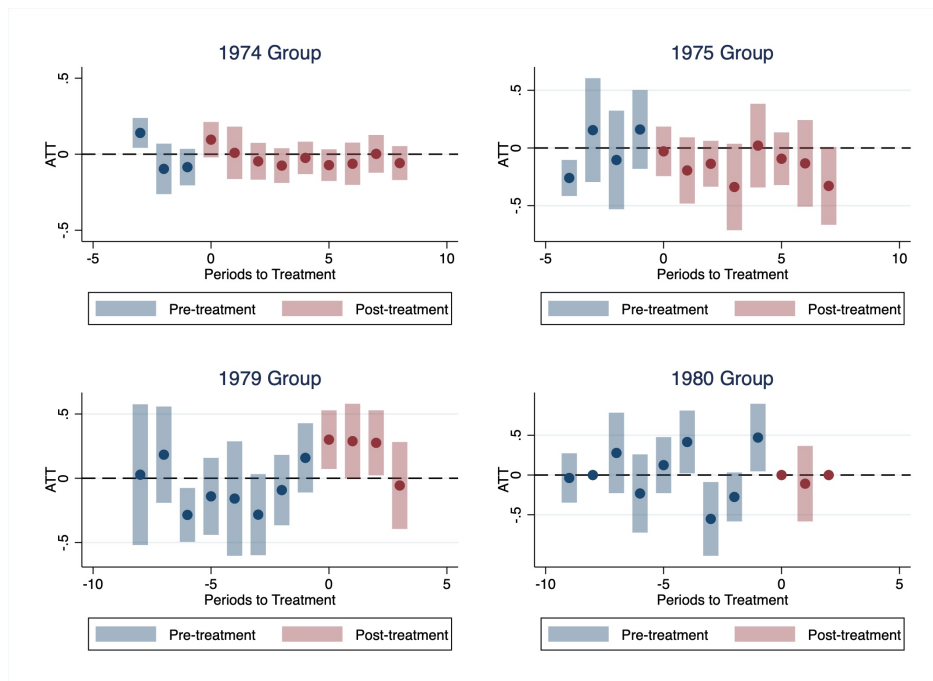 1974 Group
.5
0
-.5
ATT
-5
0
5
10
Periods to Treatment
Pre-treatment
Post-treatment
1975 Group
.5
0
-.5
ATT
-5
0
5
10
Periods to Treatment
Pre-treatment
Post-treatment
1979 Group
.5
0
-.5
ATT
-10
-5
0
5
Periods to Treatment
Pre-treatment
Post-treatment
1980 Group
.5
0
-.5
ATT
-10
-5
0
5
Periods to Treatment
Pre-treatment
Post-treatment